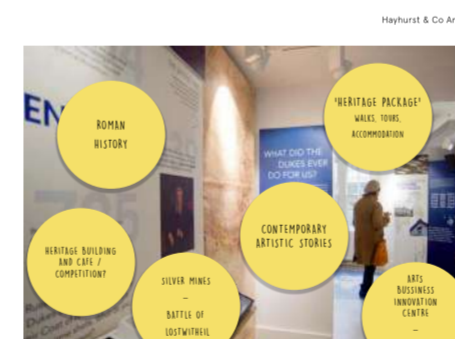 Hayhurst & Co Ar
EN
ROMAN
HISTORY
'HERITAGE PACKAGE'
WALKS, TOURS,
ACCOMMODATION
WHAT DID THE
DUKES EVER
DO FOR US?
CONTEMPORARY
ARTISTIC STORIES
HERITAGE BUILDING
AND CAFE /
COMPETITION?
SILVER MINES
–
BATTLE OF
LOSTWITHEIL
ARTS
BUSSINESS
INNOVATION
CENTRE
–